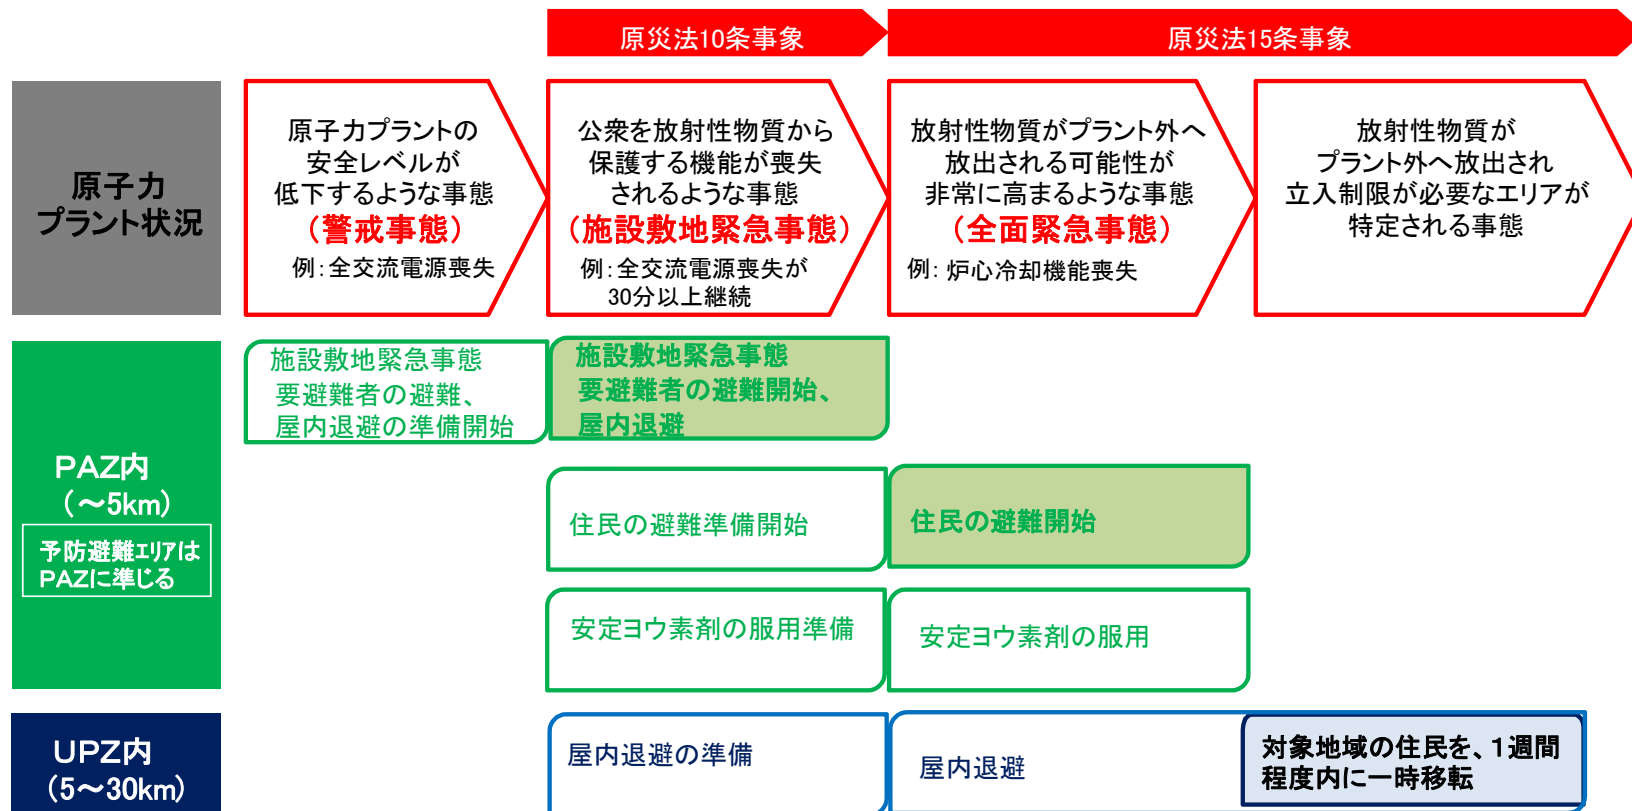 原災法10条事象
原災法15条事象
原子力
プラント状況
原子力プラントの
安全レベルが
低下するような事態
（警戒事態）
例：全交流電源喪失
公衆を放射性物質から
保護する機能が喪失
されるような事態
（施設敷地緊急事態）
例：全交流電源喪失が
30分以上継続
放射性物質がプラント外へ
放出される可能性が
非常に高まるような事態
（全面緊急事態）
例：炉心冷却機能喪失
放射性物質が
プラント外へ放出され
立入制限が必要なエリアが
特定される事態
PAZ内
（～5km）
予防避難エリアは
PAZに準じる
施設敷地緊急事態
要避難者の避難、
屋内退避の準備開始
施設敷地緊急事態
要避難者の避難開始、
屋内退避
住民の避難準備開始
住民の避難開始
安定ヨウ素剤の服用準備
安定ヨウ素剤の服用
UPZ内
（5～30km）
屋内退避の準備
屋内退避
対象地域の住民を、１週間
程度内に一時移転